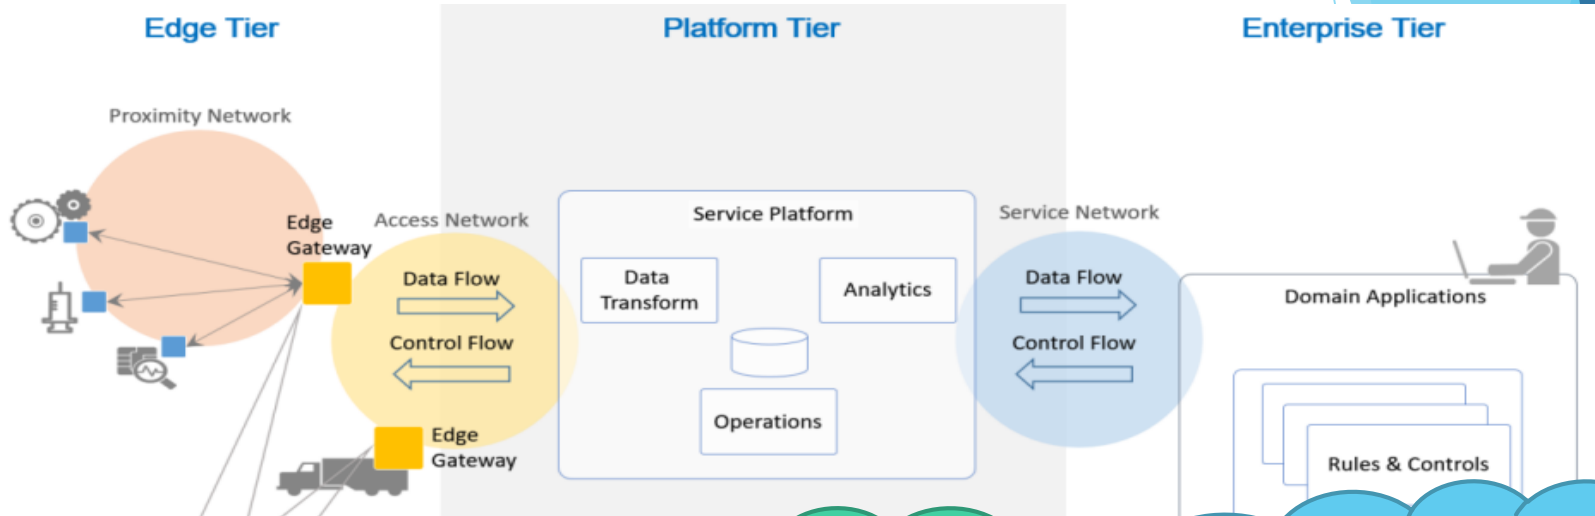 Edge Tier
Platform Tier
Enterprise Tier
Proximity Network
Edge
Gateway
Access Network
Data Flow
Control Flow
Edge
Gateway
Service Platform
Data
Transform
Analytics
Operations
Service Network
Data Flow
Control Flow
Domain Applications
Rules & Controls